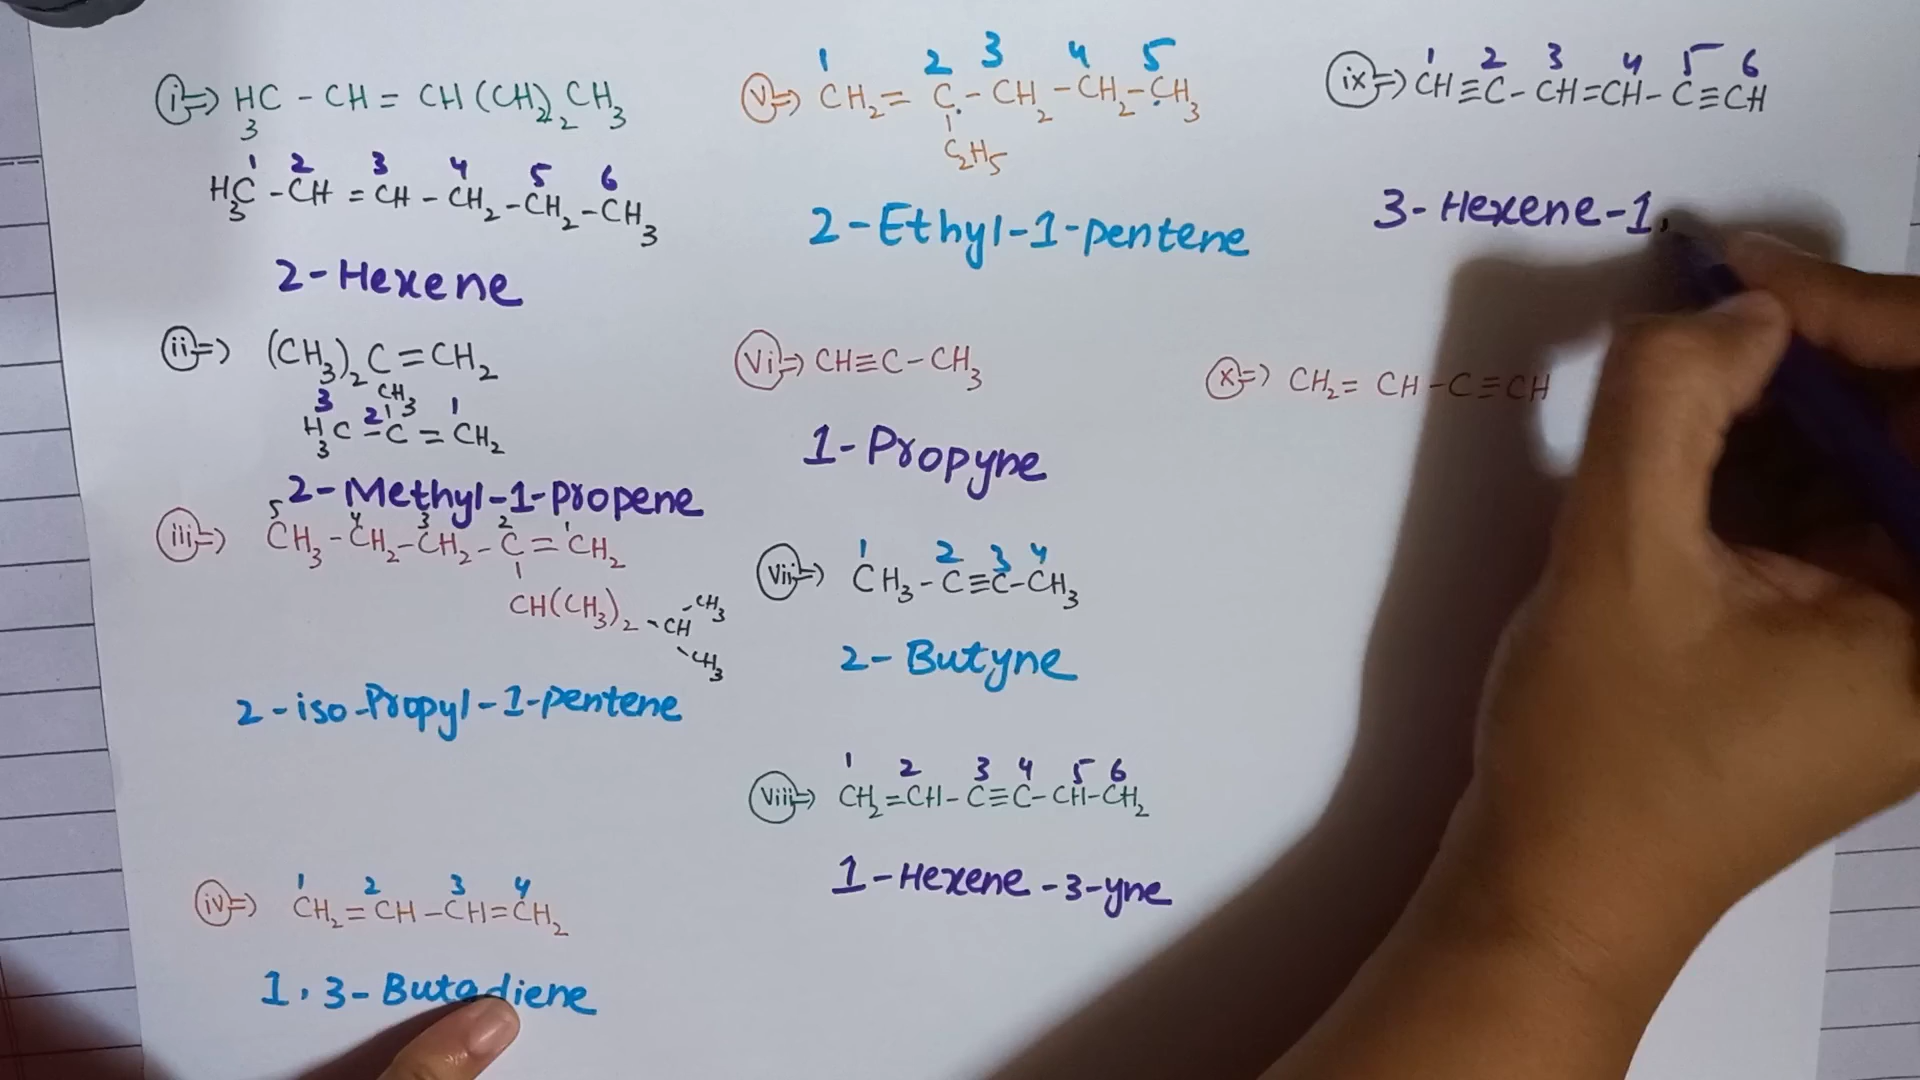 i => H₃C - CH = CH (CH₂)₂ CH₃
1 2 3 4 5 6
H₃C - CH = CH - CH₂ - CH₂ - CH₃
2-Hexene
ii => (CH₃)₂ C = CH₂
CH₃
3 2 1
H₃C - C = CH₂
2-Methyl-1-propene
5 4 3 2 1
iii => CH₃ - CH₂ - CH₂ - C = CH₂
CH(CH₃)₂ - CH - CH₃
- CH₃
2-iso-Propyl-1-pentene
1 2 3 4
iv => CH₂ = CH - CH = CH₂
1,3-Butadiene
1 2 3 4 5
v => CH₂ = C - CH₂ - CH₂ - CH₃
C₂H₅
2-Ethyl-1-pentene
vi => CH ≡ C - CH₃
1-Propyne
1 2 3 4
vii => CH₃ - C ≡ C - CH₃
2-Butyne
1 2 3 4 5 6
viii => CH₂ = CH - C ≡ C - CH - CH₂
1-Hexene-3-yne
1 2 3 4 5 6
ix => CH ≡ C - CH = CH - C ≡ CH
3-Hexene-1,
x => CH₂ = CH - C ≡ CH